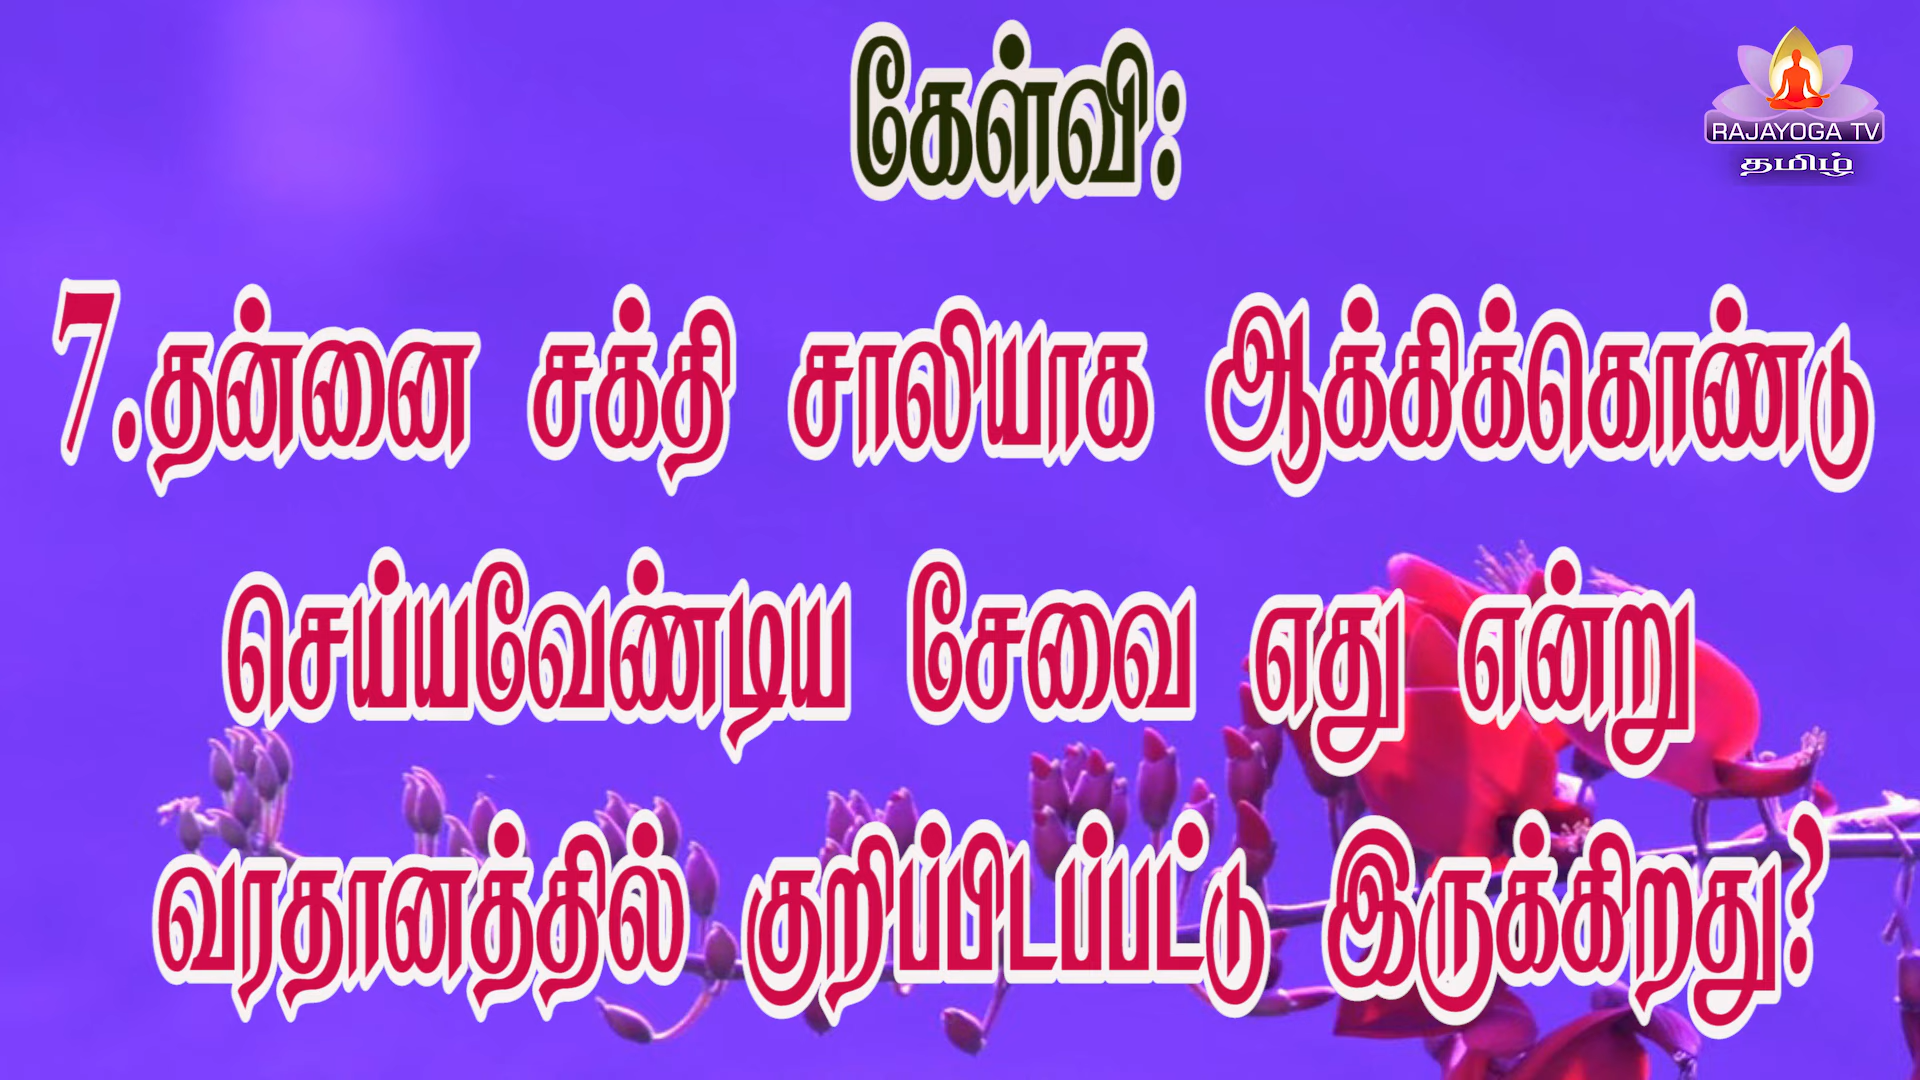 கேள்வி:
RAJAYOGA TV
தமிழ்
7.தன்னை சக்தி சாலியாக ஆக்கிக்கொண்டு
செய்யவேண்டிய சேவை எது என்று
வரதானத்தில் குறிப்பிடப்பட்டு இருக்கிறது?